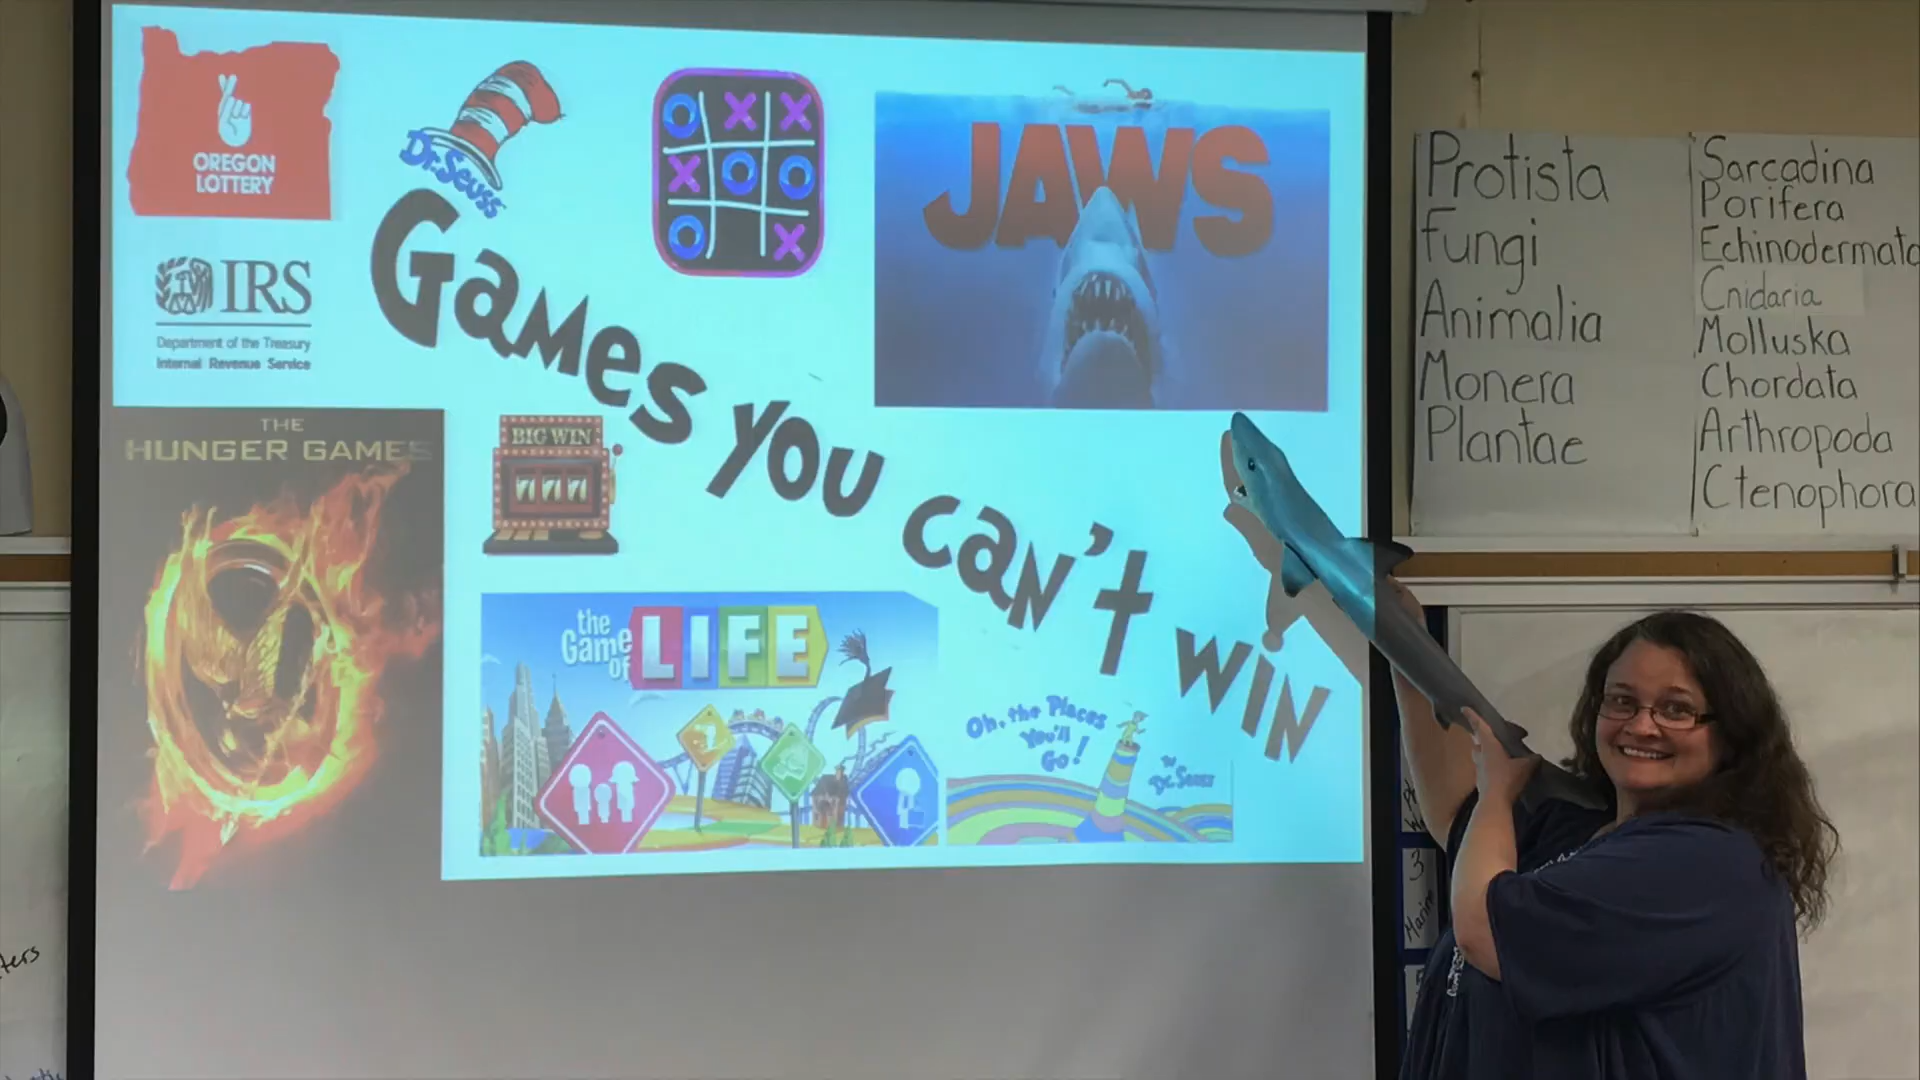 OREGON
LOTTERY
Dr. Seuss
O X X
X O O
O X
JAWS
IRS
Department of the Treasury
Internal Revenue Service
Games you can't win
THE
HUNGER GAMES
BIG WIN
777
the
Game
of
LIFE
Oh, the Places
You'll
Go!
Dr. Seuss
Protista
Fungi
Animalia
Monera
Plantae
Sarcadina
Porifera
Echinodermata
Cnidaria
Molluska
Chordata
Arthropoda
Ctenophora
3